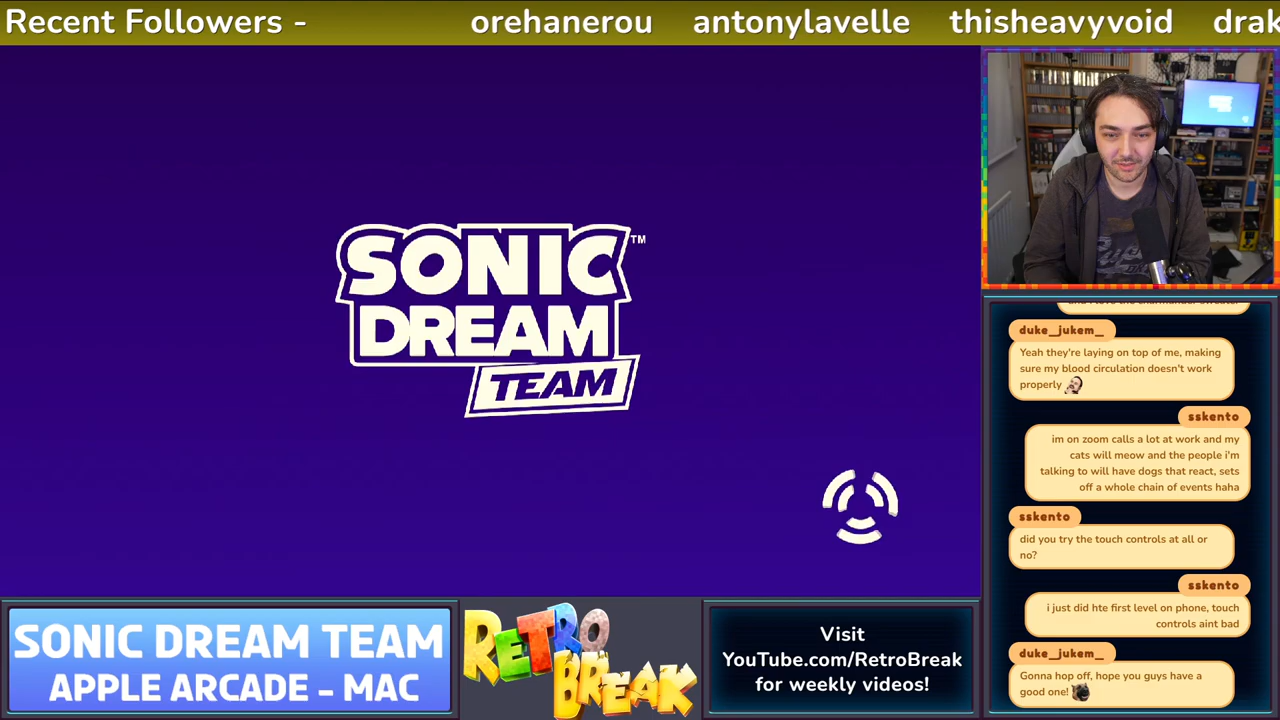 Recent Followers -
orehanerou antonylavelle thisheavyvoid drak
SONIC
DREAM
TEAM
TM
duke_jukem_
Yeah they're laying on top of me, making
sure my blood circulation doesn't work
properly
sskento
im on zoom calls a lot at work and my
cats will meow and the people i'm
talking to will have dogs that react, sets
off a whole chain of events haha
sskento
did you try the touch controls at all or
no?
sskento
i just did hte first level on phone, touch
controls aint bad
duke_jukem_
Gonna hop off, hope you guys have a
good one!
SONIC DREAM TEAM
APPLE ARCADE - MAC
RETRO
BREAK
Visit
YouTube.com/RetroBreak
for weekly videos!